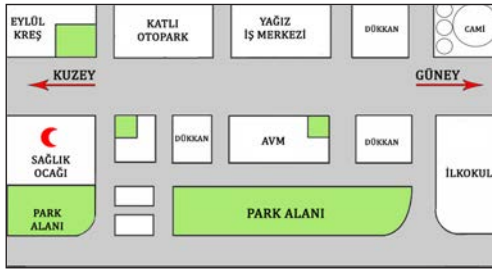 EYLÜL
KREŞ
KATLI
OTOPARK
YAĞIZ
İŞ MERKEZİ
DÜKKAN
CAMİ
KUZEY
GÜNEY
SAĞLIK
OCAĞI
DÜKKAN
AVM
DÜKKAN
İLKOKUL
PARK
ALANI
PARK ALANI